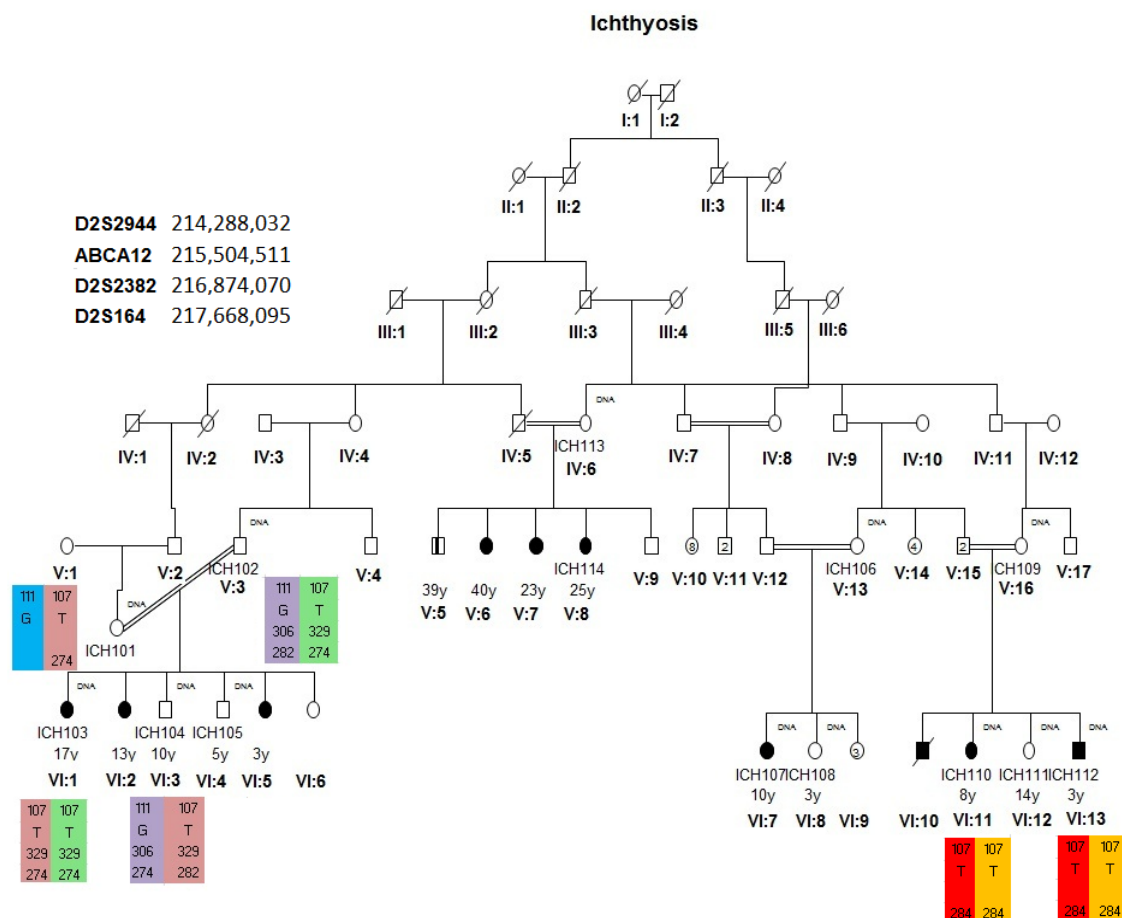 Ichthyosis
I:1 I:2
II:1 II:2 II:3 II:4
D2S2944 214,288,032
ABCA12 215,504,511
D2S2382 216,874,070
D2S164 217,668,095
III:1 III:2 III:3 III:4 III:5 III:6
DNA
ICH113
IV:1 IV:2 IV:3 IV:4 IV:5 IV:6 IV:7 IV:8 IV:9 IV:10 IV:11 IV:12
DNA DNA DNA
8 2 4 2
ICH102 ICH114 ICH106 ICH109
V:1 V:2 V:3 V:4 V:9 V:10 V:11 V:12 V:13 V:14 V:15 V:16 V:17
39y 40y 23y 25y
V:5 V:6 V:7 V:8
111 107
G T
274
DNA
ICH101
111 107
G T
306 329
282 274
DNA DNA DNA
ICH103 ICH104 ICH105
17y 13y 10y 5y 3y
VI:1 VI:2 VI:3 VI:4 VI:5 VI:6
DNA DNA DNA DNA DNA
3
ICH107 ICH108 ICH110 ICH111 ICH112
10y 3y 8y 14y 3y
VI:7 VI:8 VI:9 VI:10 VI:11 VI:12 VI:13
107 107
T T
329 329
274 274
111 107
G T
306 329
274 282
107 107
T T
284 284
107 107
T T
284 284